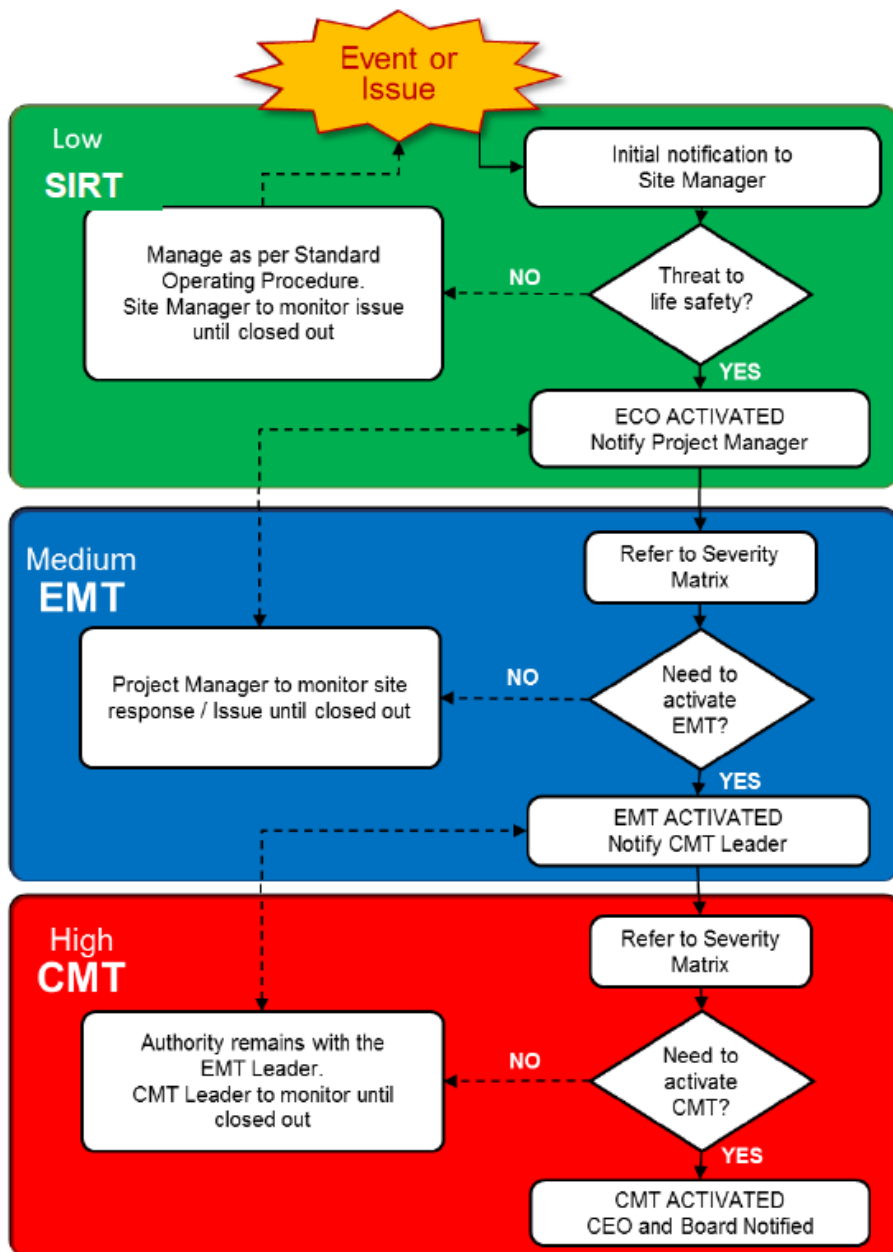 Event or
Issue
Low
SIRT
Initial notification to
Site Manager
Manage as per Standard
Operating Procedure.
Site Manager to monitor issue
until closed out
NO
Threat to
life safety?
YES
ECO ACTIVATED
Notify Project Manager
Medium
EMT
Refer to Severity
Matrix
Project Manager to monitor site
response / Issue until closed out
NO
Need to
activate
EMT?
YES
EMT ACTIVATED
Notify CMT Leader
High
CMT
Refer to Severity
Matrix
Authority remains with the
EMT Leader.
CMT Leader to monitor until
closed out
NO
Need to
activate
CMT?
YES
CMT ACTIVATED
CEO and Board Notified